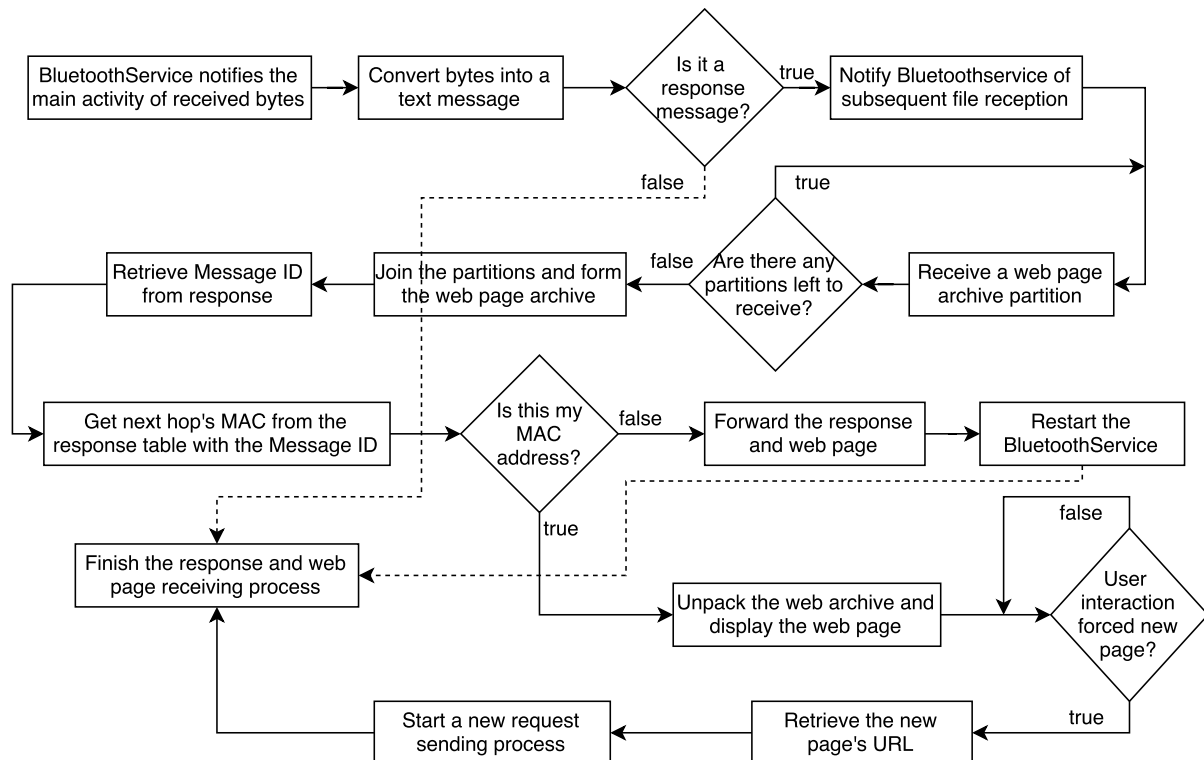 BluetoothService notifies the
main activity of received bytes
Convert bytes into a
text message
Is it a
response
message?
true
Notify Bluetoothservice of
subsequent file reception
false
true
Retrieve Message ID
from response
Join the partitions and form
the web page archive
false
Are there any
partitions left to
receive?
Receive a web page
archive partition
Get next hop's MAC from the
response table with the Message ID
Is this my
MAC
address?
false
Forward the response
and web page
Restart the
BluetoothService
true
false
Finish the response and web
page receiving process
Unpack the web archive and
display the web page
User
interaction
forced new
page?
true
Start a new request
sending process
Retrieve the new
page's URL